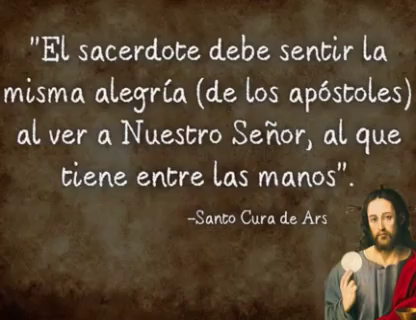 "El sacerdote debe sentir la
misma alegría (de los apóstoles)
al ver a Nuestro Señor, al que
tiene entre las manos".
-Santo Cura de Ars